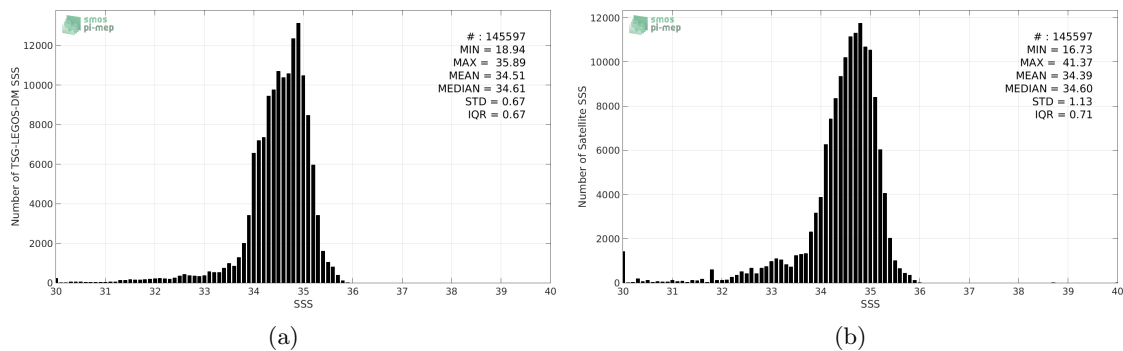 smos
pi-mep
# : 145597
MIN = 18.94
MAX = 35.89
MEAN = 34.51
MEDIAN = 34.61
STD = 0.67
IQR = 0.67
Number of TSG-LEGOS-DM SSS
12000
10000
8000
6000
4000
2000
0
30 31 32 33 34 35 36 37 38 39 40
SSS
(a)
smos
pi-mep
# : 145597
MIN = 16.73
MAX = 41.37
MEAN = 34.39
MEDIAN = 34.60
STD = 1.13
IQR = 0.71
Number of Satellite SSS
12000
10000
8000
6000
4000
2000
0
30 31 32 33 34 35 36 37 38 39 40
SSS
(b)